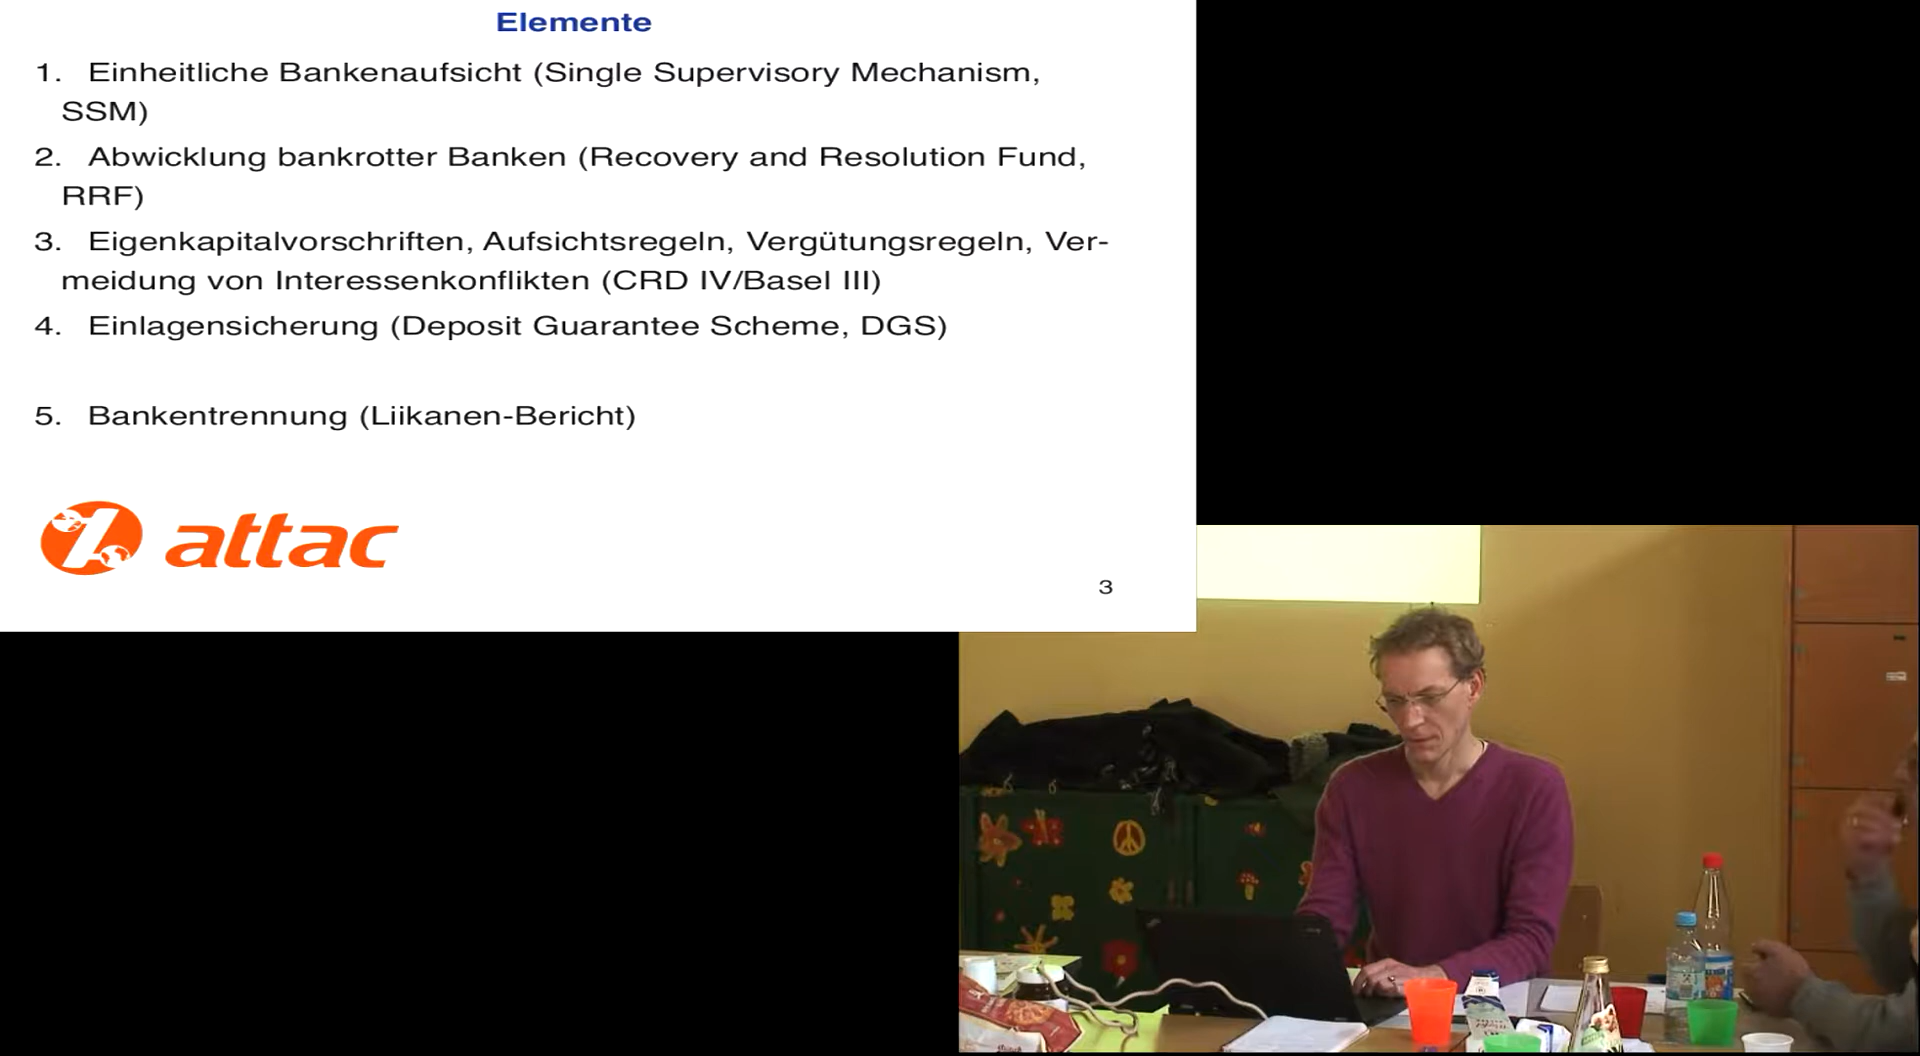 Elemente
1. Einheitliche Bankenaufsicht (Single Supervisory Mechanism,
SSM)
2. Abwicklung bankrotter Banken (Recovery and Resolution Fund,
RRF)
3. Eigenkapitalvorschriften, Aufsichtsregeln, Vergütungsregeln, Ver-
meidung von Interessenkonflikten (CRD IV/Basel III)
4. Einlagensicherung (Deposit Guarantee Scheme, DGS)
5. Bankentrennung (Liikanen-Bericht)
attac
3